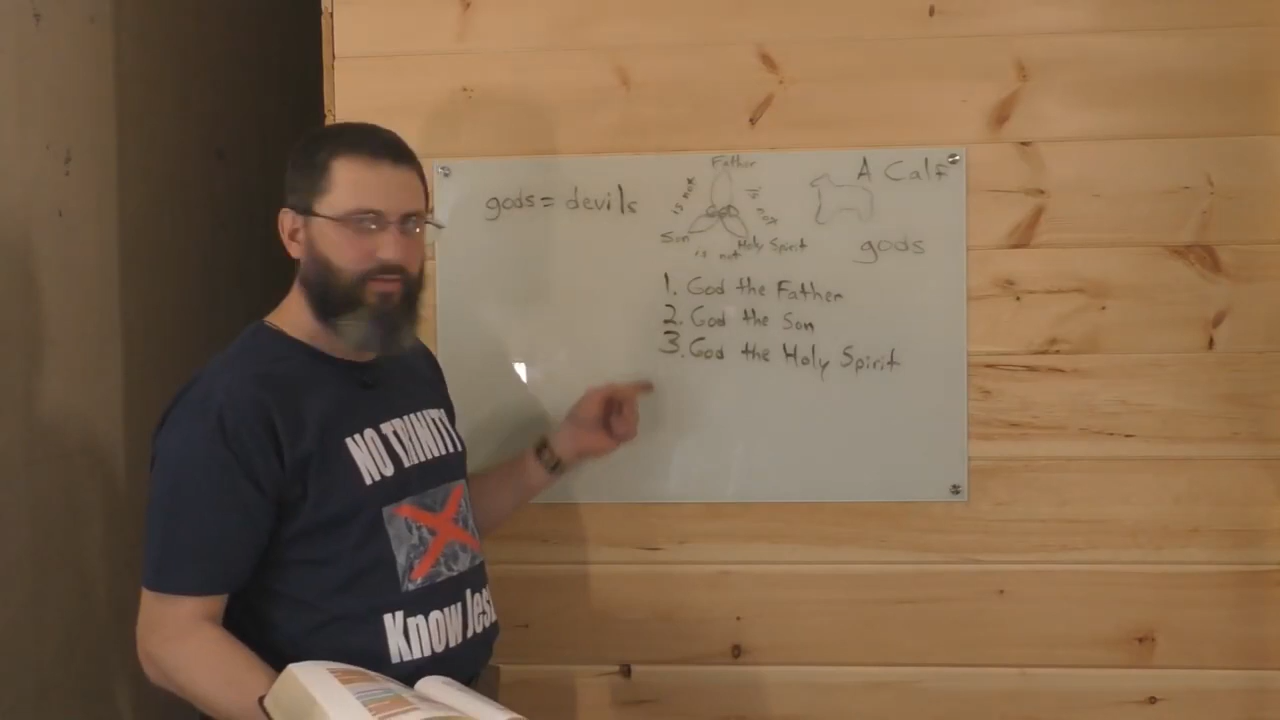 gods = devils
Father
is not
is not
God
Son
Holy Spirit
is not
A Calf
gods
1. God the Father
2. God the Son
3. God the Holy Spirit
NO TRINITY
Know Jes